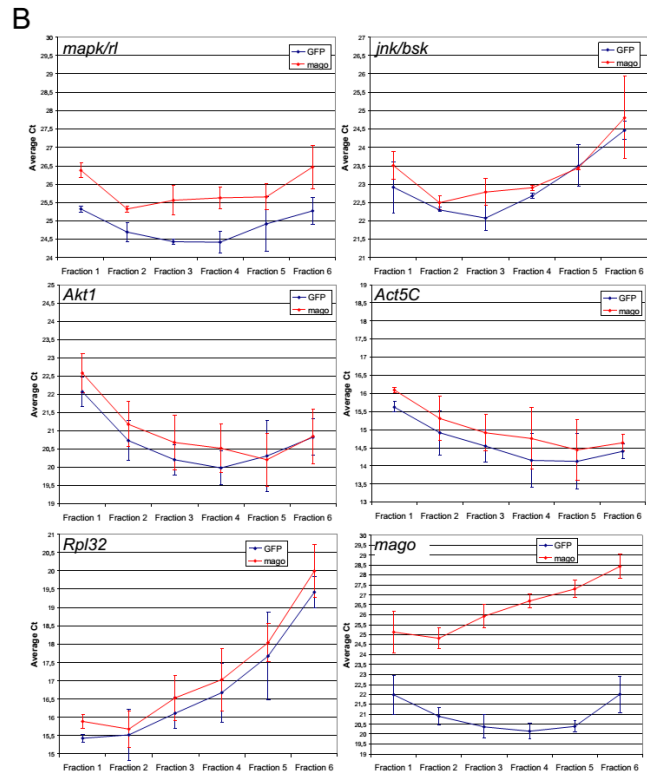 B
mapk/rl
GFP
mago
Average Ct
30
29,5
29
28,5
28
27,5
27
26,5
26
25,5
25
24,5
24
Fraction 1 Fraction 2 Fraction 3 Fraction 4 Fraction 5 Fraction 6
jnk/bsk
GFP
mago
Average Ct
27
26,5
26
25,5
25
24,5
24
23,5
23
22,5
22
21,5
21
Fraction 1 Fraction 2 Fraction 3 Fraction 4 Fraction 5 Fraction 6
Akt1
GFP
mago
Average Ct
25
24,5
24
23,5
23
22,5
22
21,5
21
20,5
20
19,5
19
Fraction 1 Fraction 2 Fraction 3 Fraction 4 Fraction 5 Fraction 6
Act5C
GFP
mago
Average Ct
19
18,5
18
17,5
17
16,5
16
15,5
15
14,5
14
13,5
13
Fraction 1 Fraction 2 Fraction 3 Fraction 4 Fraction 5 Fraction 6
Rpl32
GFP
mago
Average Ct
21
20,5
20
19,5
19
18,5
18
17,5
17
16,5
16
15,5
15
Fraction 1 Fraction 2 Fraction 3 Fraction 4 Fraction 5 Fraction 6
mago
GFP
mago
Average Ct
30
29,5
29
28,5
28
27,5
27
26,5
26
25,5
25
24,5
24
23,5
23
22,5
22
21,5
21
20,5
20
19,5
19
Fraction 1 Fraction 2 Fraction 3 Fraction 4 Fraction 5 Fraction 6